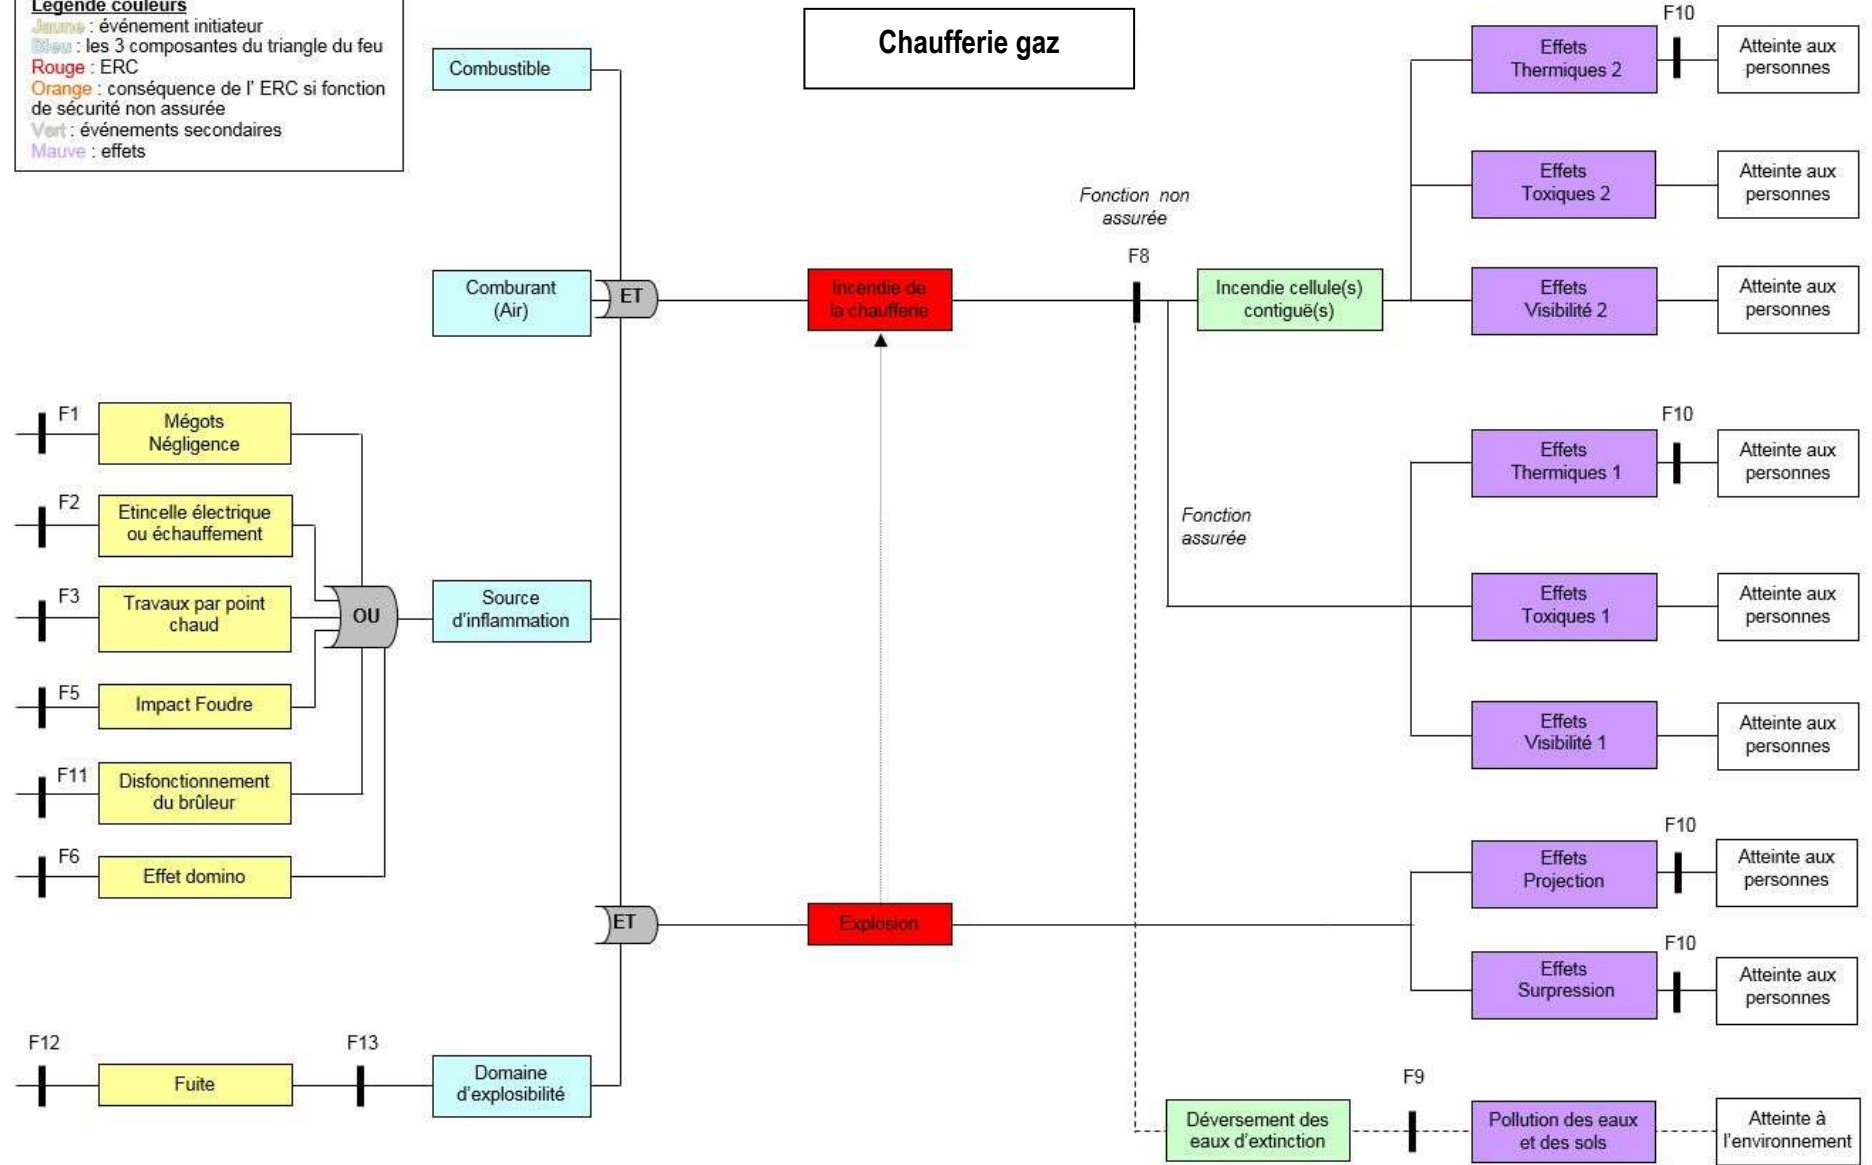 Légende couleurs
Jaune : événement initiateur
Bleu : les 3 composantes du triangle du feu
Rouge : ERC
Orange : conséquence de l' ERC si fonction
de sécurité non assurée
Vert : événements secondaires
Mauve : effets
Chaufferie gaz
Combustible
Comburant
(Air)
ET
Incendie de
la chaufferie
Fonction non
assurée
F8
Incendie cellule(s)
contiguë(s)
Effets
Thermiques 2
F10
Atteinte aux
personnes
Effets
Toxiques 2
Atteinte aux
personnes
Effets
Visibilité 2
Atteinte aux
personnes
F1
Mégots
Négligence
F2
Etincelle électrique
ou échauffement
F3
Travaux par point
chaud
F5
Impact Foudre
F11
Disfonctionnement
du brûleur
F6
Effet domino
OU
Source
d'inflammation
Fonction
assurée
Effets
Thermiques 1
F10
Atteinte aux
personnes
Effets
Toxiques 1
Atteinte aux
personnes
Effets
Visibilité 1
Atteinte aux
personnes
ET
Explosion
Effets
Projection
F10
Atteinte aux
personnes
Effets
Surpression
F10
Atteinte aux
personnes
F12
Fuite
F13
Domaine
d'explosibilité
Déversement des
eaux d'extinction
F9
Pollution des eaux
et des sols
Atteinte à
l'environnement